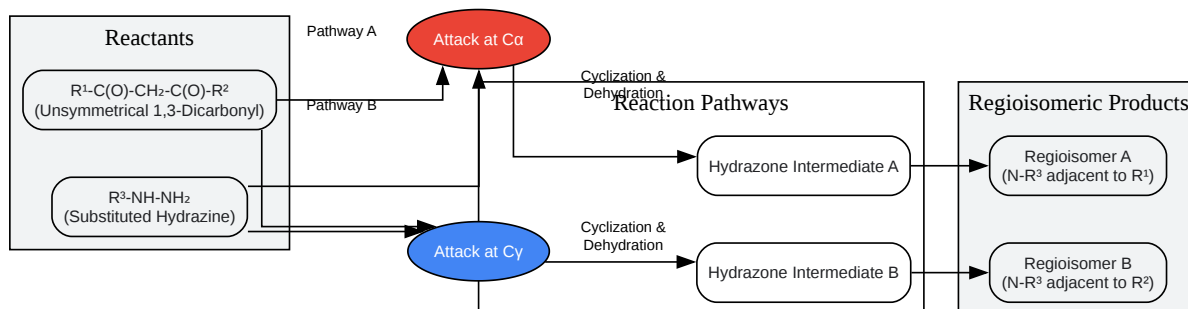 Reactants
R¹-C(O)-CH₂-C(O)-R²
(Unsymmetrical 1,3-Dicarbonyl)
R³-NH-NH₂
(Substituted Hydrazine)
Pathway A
Pathway B
Attack at Cα
Attack at Cγ
Cyclization &
Dehydration
Reaction Pathways
Hydrazone Intermediate A
Cyclization &
Dehydration
Hydrazone Intermediate B
Regioisomeric Products
Regioisomer A
(N-R³ adjacent to R¹)
Regioisomer B
(N-R³ adjacent to R²)